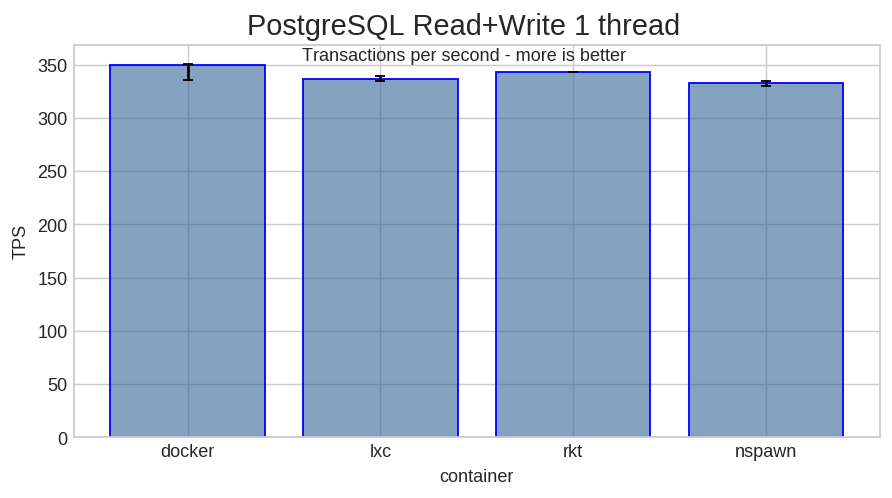 PostgreSQL Read+Write 1 thread
Transactions per second - more is better
350
300
250
200
150
100
50
0
TPS
docker lxc rkt nspawn
container